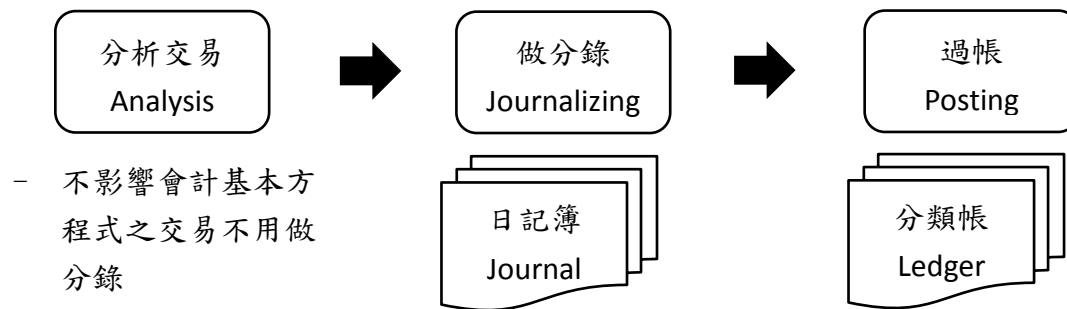 分析交易
Analysis
做分錄
Journalizing
過帳
Posting
- 不影響會計基本方
程式之交易不用做
分錄
日記簿
Journal
分類帳
Ledger